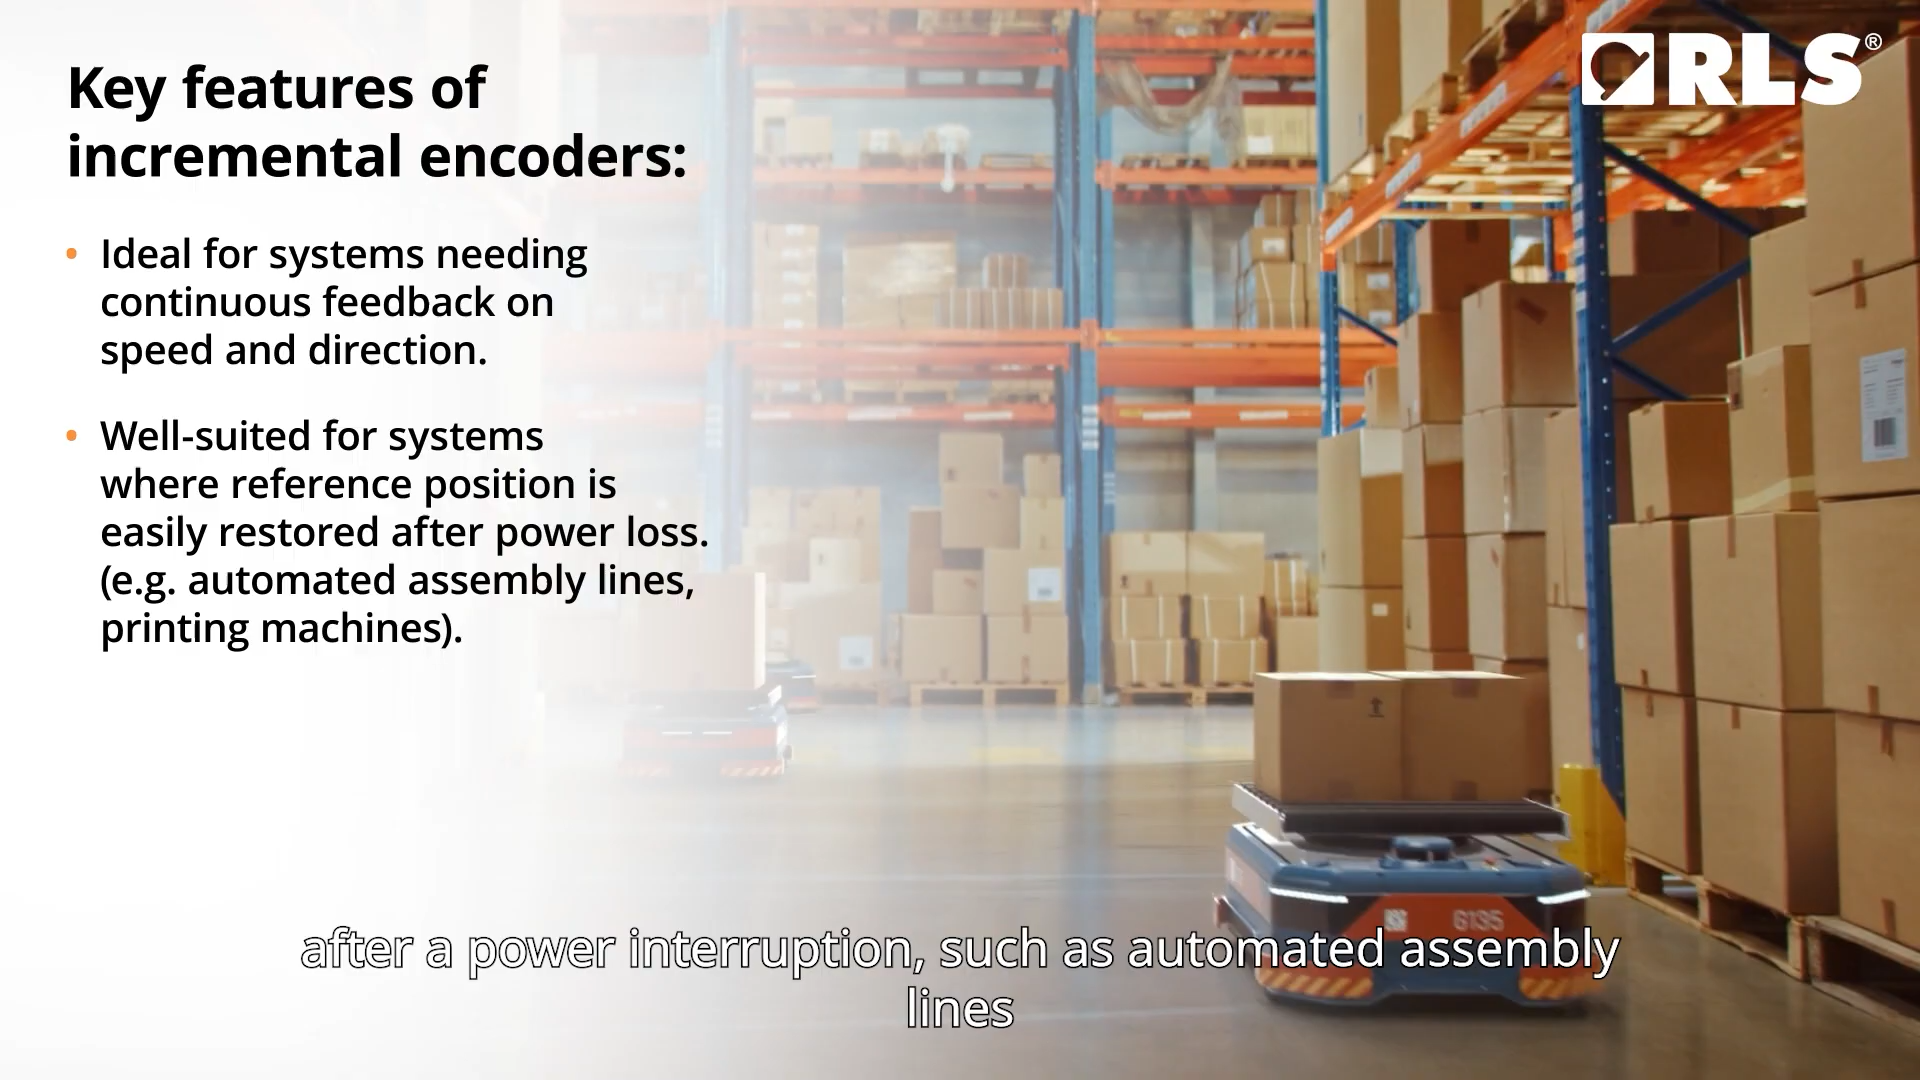 Key features of
incremental encoders:
• Ideal for systems needing
continuous feedback on
speed and direction.
• Well-suited for systems
where reference position is
easily restored after power loss.
(e.g. automated assembly lines,
printing machines).
RLS®
6135
after a power interruption, such as automated assembly
lines